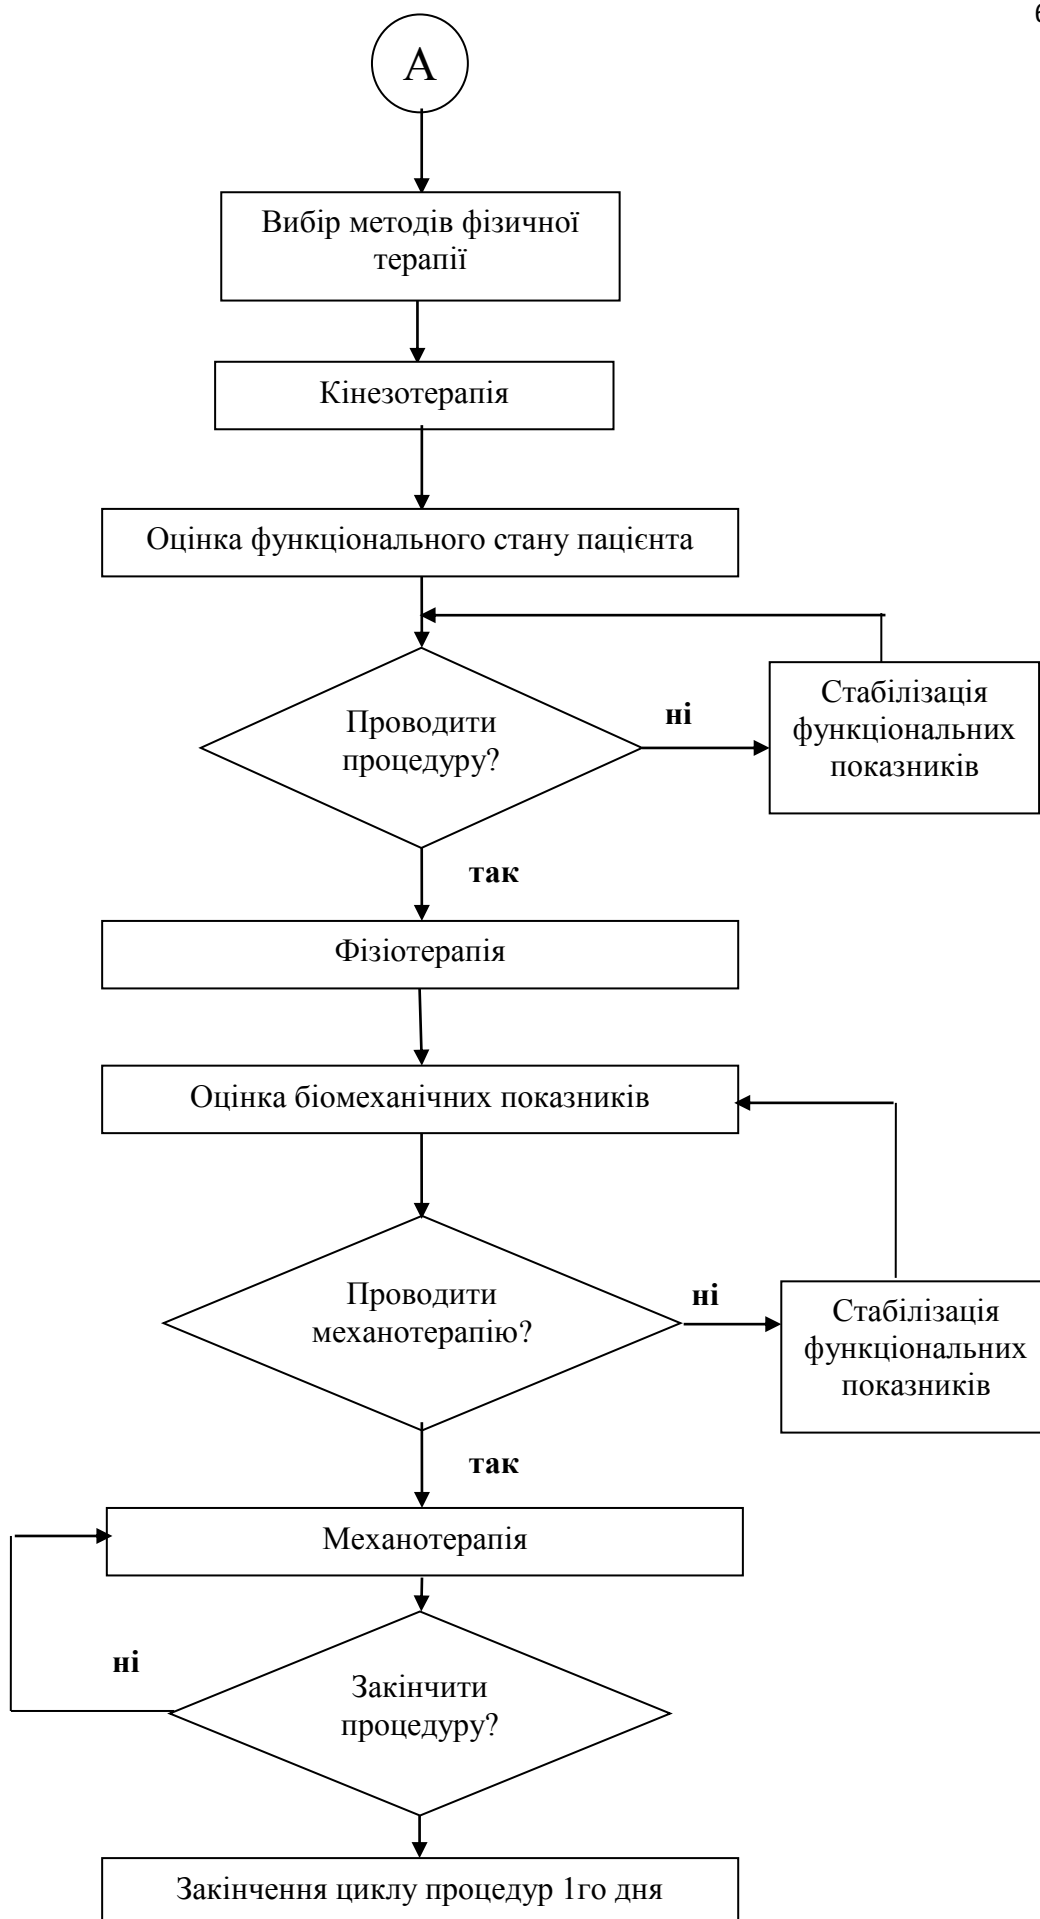 А
Вибір методів фізичної
терапії
Кінезотерапія
Оцінка функціонального стану пацієнта
Проводити
процедуру?
ні
Стабілізація
функціональних
показників
так
Фізіотерапія
Оцінка біомеханічних показників
Проводити
механотерапію?
ні
Стабілізація
функціональних
показників
так
Механотерапія
ні
Закінчити
процедуру?
Закінчення циклу процедур 1го дня